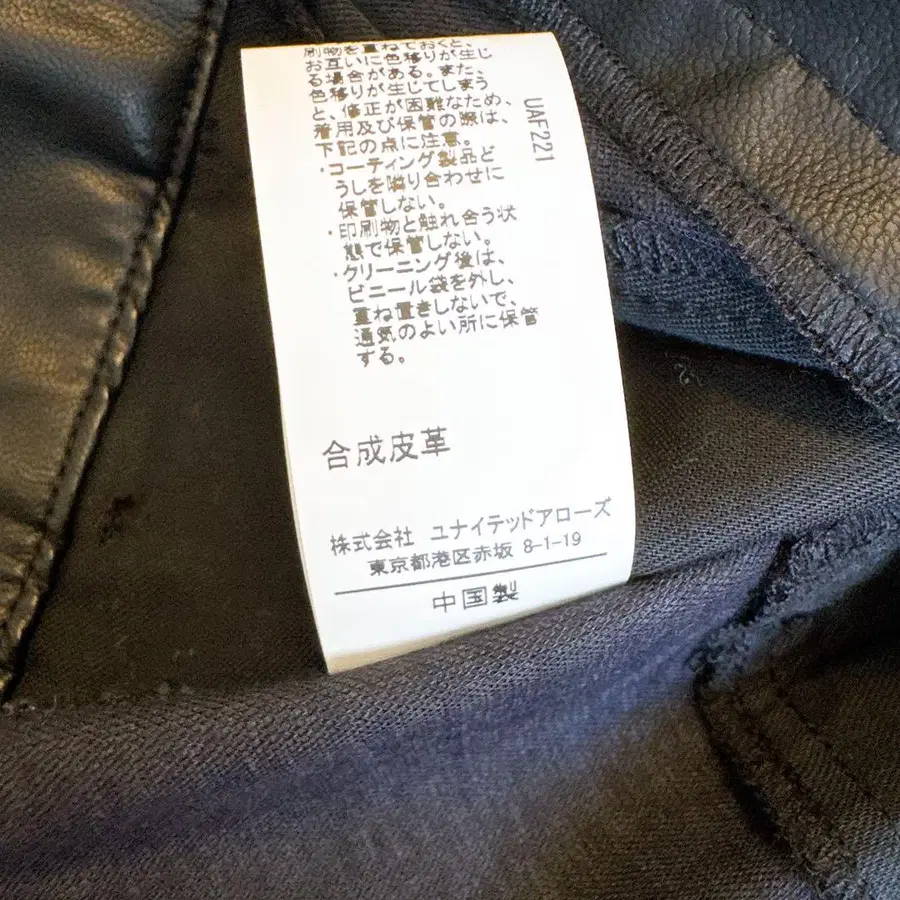 刷物を重ねておくと、
お互いに色移りが生じ
る場合がある。また、
色移りが生じてしまう
と、修正が困難なため、
着用及び保管の際は、
下記の点に注意。
・コーティング製品ど
うしを隣り合わせに
保管しない。
・印刷物と触れ合う状
態で保管しない。
・クリーニング後は、
ビニール袋を外し、
重ね置きしないで、
通気のよい所に保管
する。
UAF221
合成皮革
株式会社 ユナイテッドアローズ
東京都港区赤坂 8-1-19
中国製